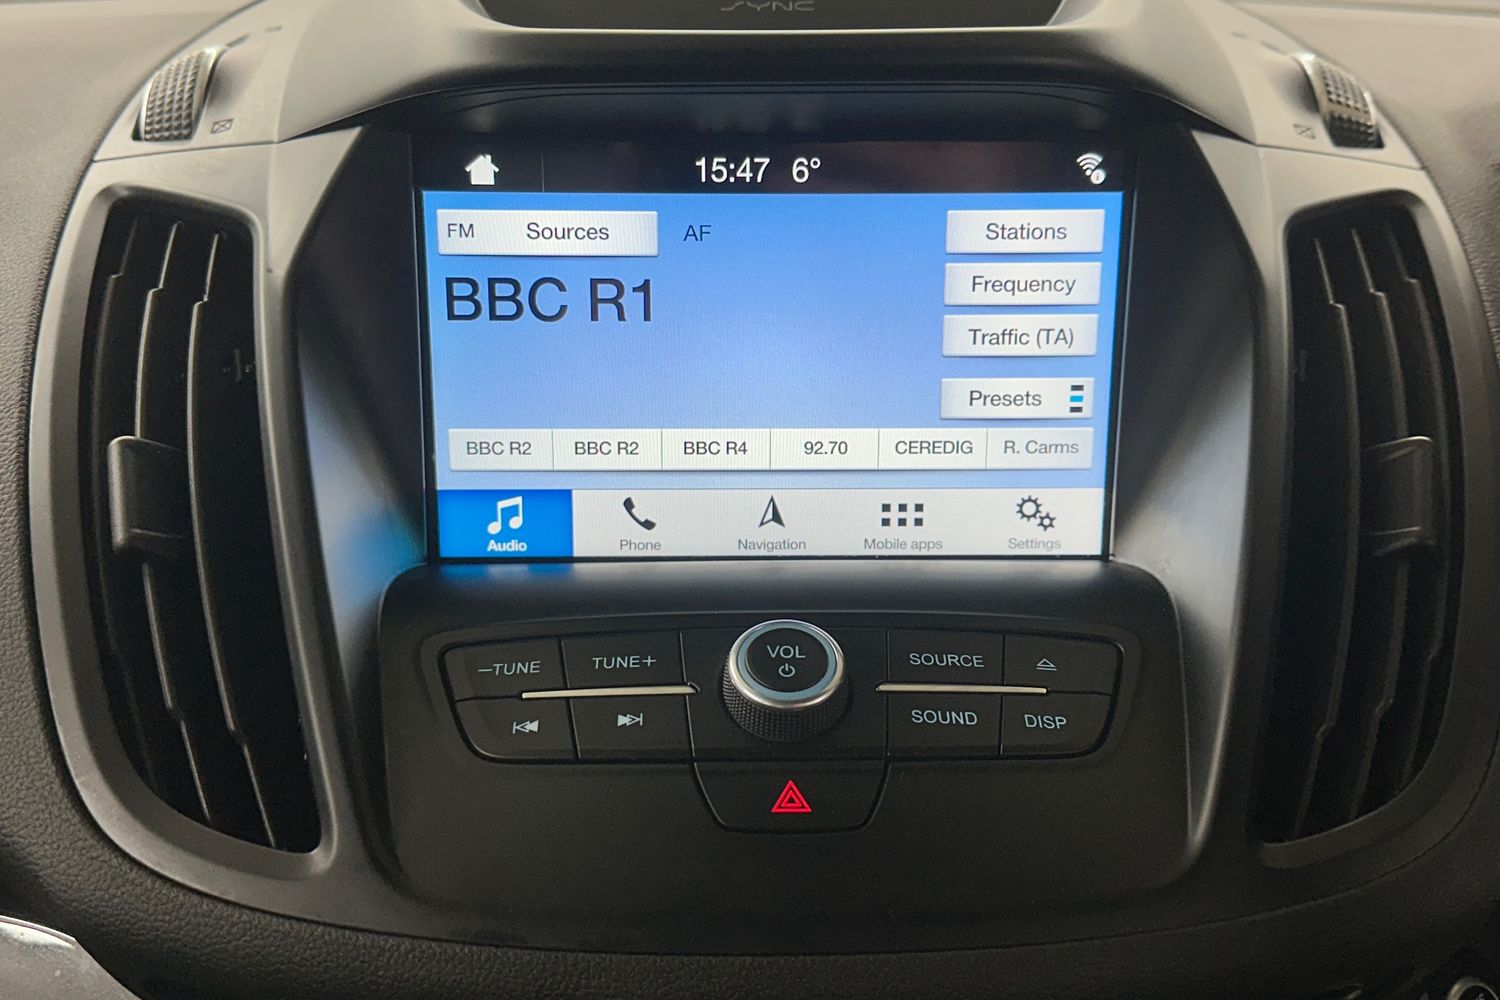 SYNC
15:47 6°
FM Sources AF Stations
BBC R1
Frequency
Traffic (TA)
Presets
BBC R2 BBC R2 BBC R4 92.70 CEREDIG R. Carms
Audio Phone Navigation Mobile apps Settings
–TUNE TUNE+ VOL SOURCE
SOUND DISP